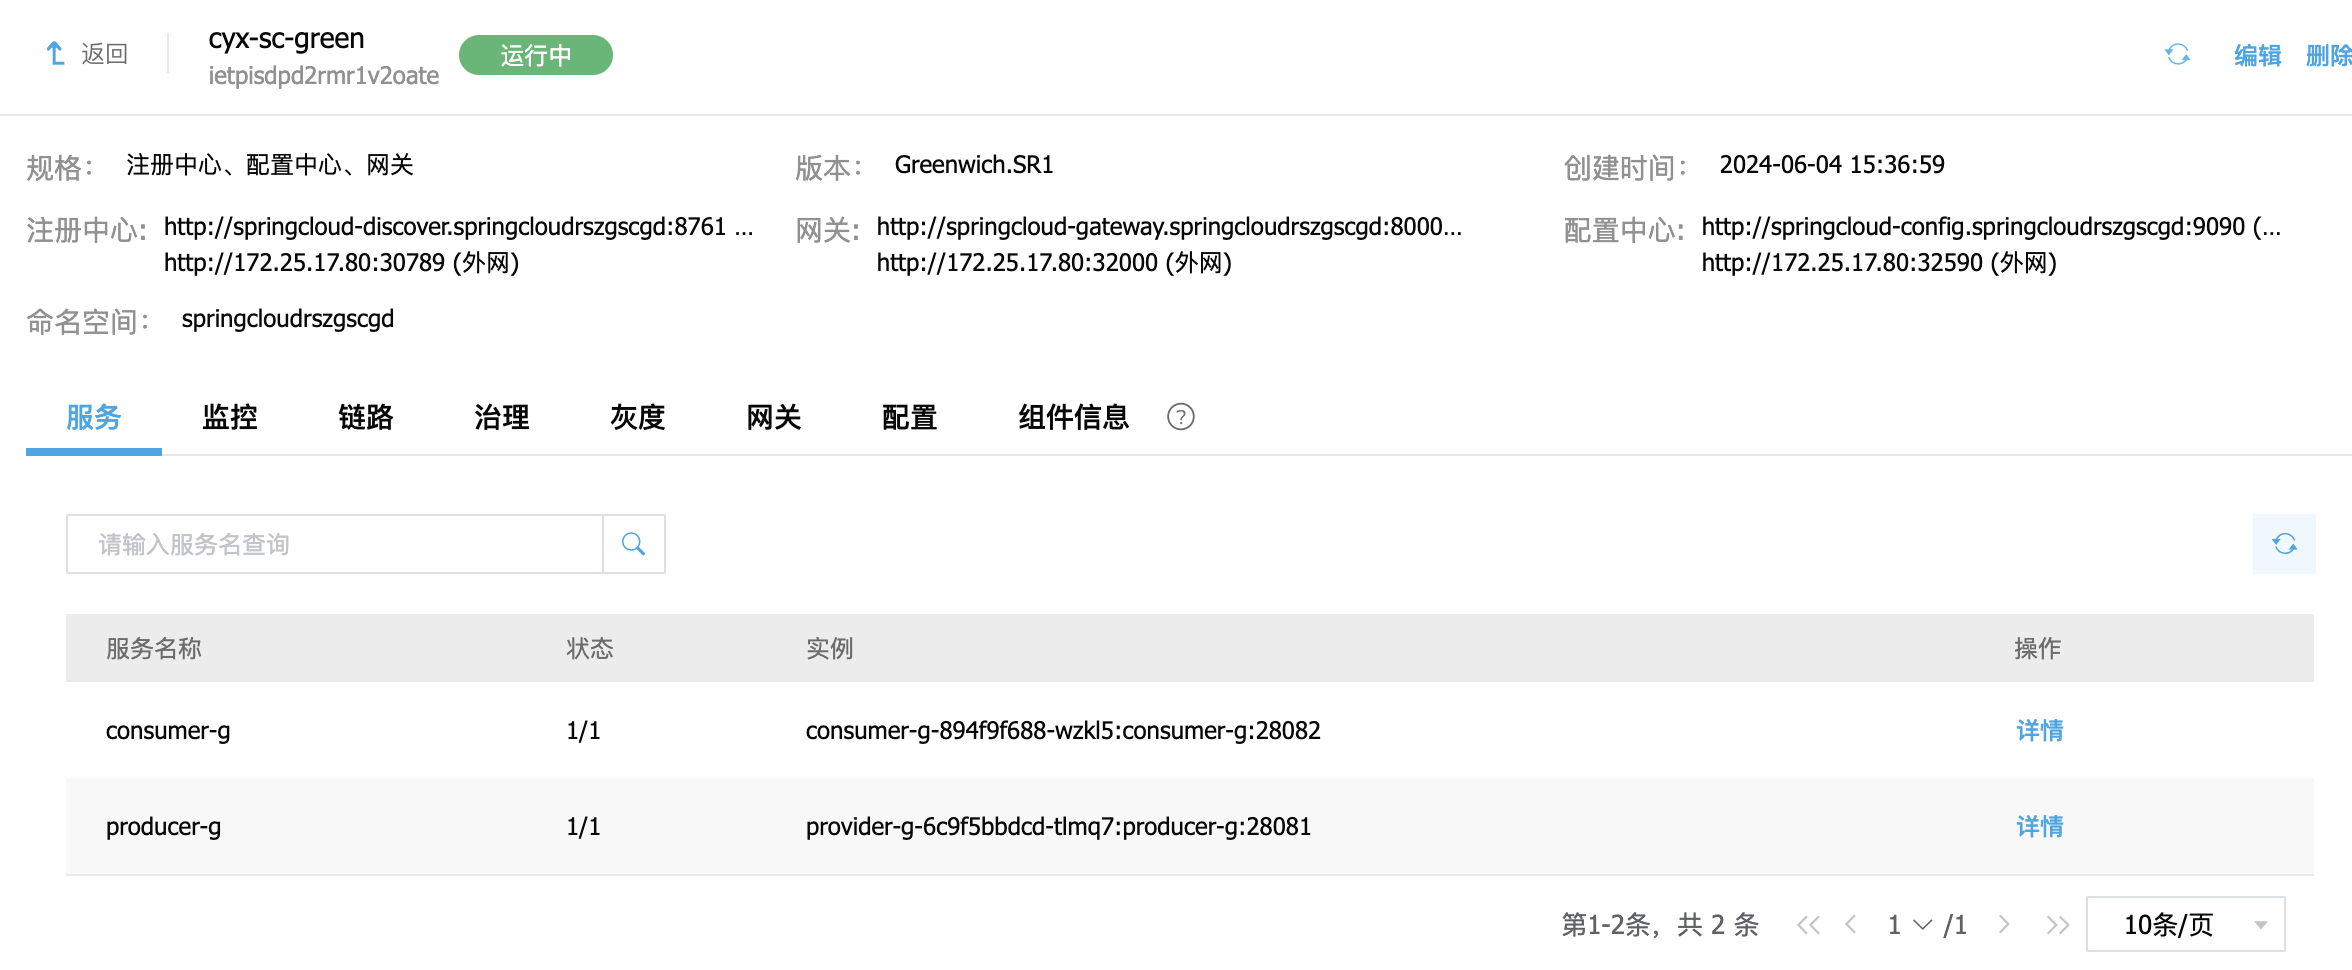 返回
cyx-sc-green
ietpisdpd2rmr1v2oate
运行中
编辑 删除
规格： 注册中心、配置中心、网关
版本： Greenwich.SR1
创建时间： 2024-06-04 15:36:59
注册中心: http://springcloud-discover.springcloudrszgscgd:8761 ...
http://172.25.17.80:30789 (外网)
网关: http://springcloud-gateway.springcloudrszgscgd:8000...
http://172.25.17.80:32000 (外网)
配置中心: http://springcloud-config.springcloudrszgscgd:9090 (...
http://172.25.17.80:32590 (外网)
命名空间： springcloudrszgscgd
服务 监控 链路 治理 灰度 网关 配置 组件信息 ?
请输入服务名查询
服务名称 状态 实例 操作
consumer-g 1/1 consumer-g-894f9f688-wzkl5:consumer-g:28082 详情
producer-g 1/1 provider-g-6c9f5bbdcd-tlmq7:producer-g:28081 详情
第1-2条，共 2 条 1 /1 10条/页